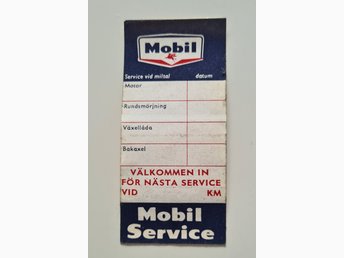 Mobil
Service vid miltal datum
Motor
Rundsmörjning
Växellåda
Bakaxel
VÄLKOMMEN IN
FÖR NÄSTA SERVICE
VID KM
Mobil
Service